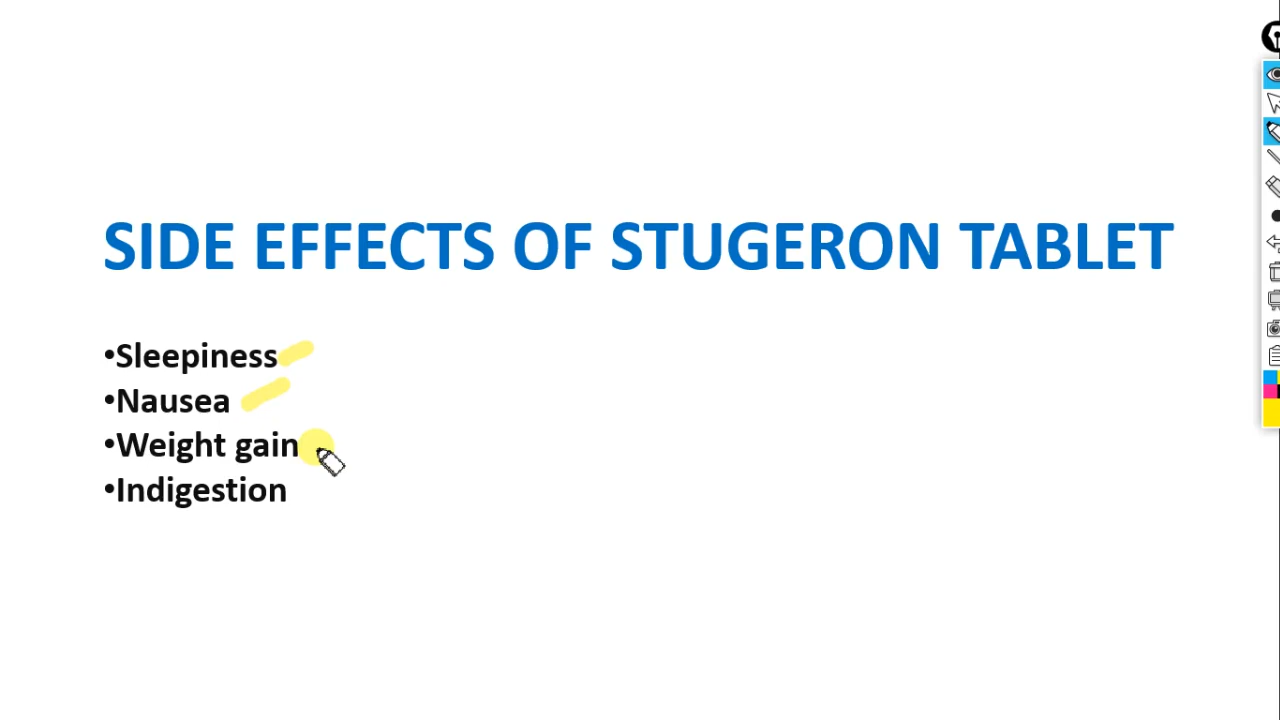 SIDE EFFECTS OF STUGERON TABLET
•Sleepiness
•Nausea
•Weight gain
•Indigestion